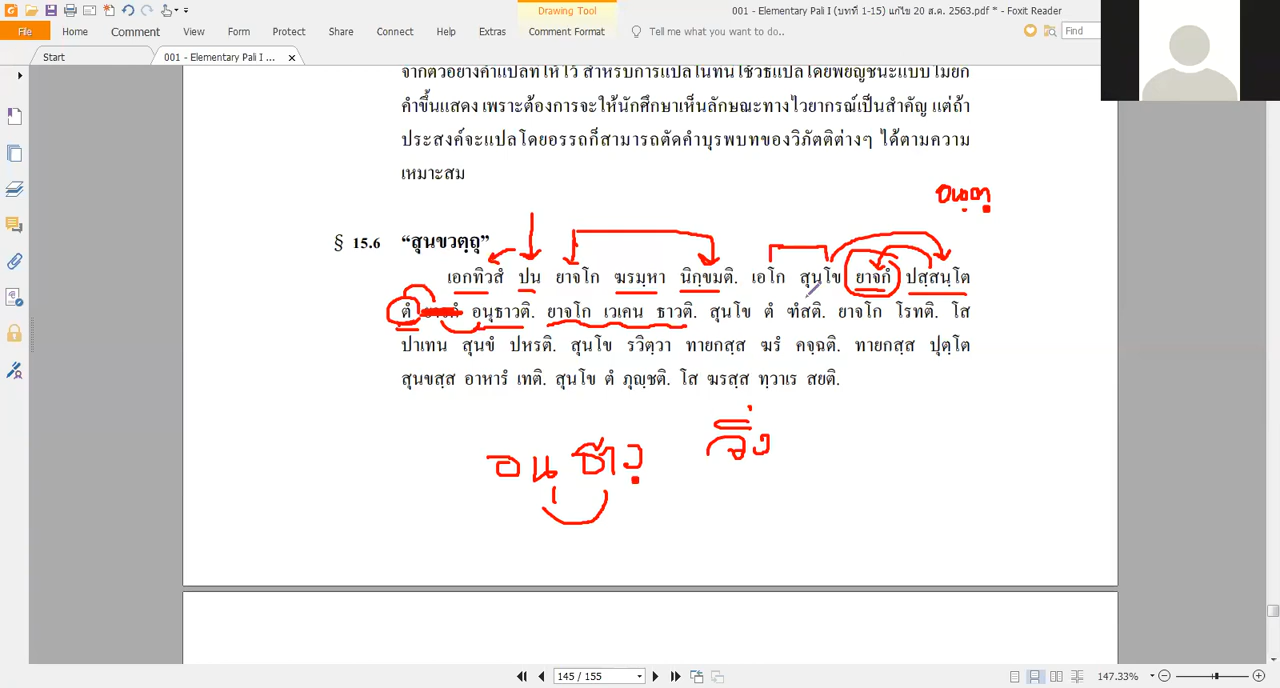 Drawing Tool
001 - Elementary Pali I (บทที่ 1-15) แก้ไข 20 ส.ค. 2563.pdf * - Foxit Reader
File Home Comment View Form Protect Share Connect Help Extras Comment Format Tell me what you want to do.. Find
Start 001 - Elementary Pali I ...
จากตัวอย่างคำแปลที่ให้ไว้ สำหรับการแปลในที่นี้ใช้วิธีแปลโดยพยัญชนะแบบไม่ยก
คำขึ้นแสดง เพราะต้องการจะให้นักศึกษาเห็นลักษณะทางไวยากรณ์เป็นสำคัญ แต่ถ้า
ประสงค์จะแปลโดยอรรถก็สามารถตัดคำบุรพบทของวิภัตติต่างๆ ได้ตามความ
เหมาะสม
§ 15.6 “สุนขวตฺถุ”
เอกทิวสํ ปน ยาจโก ฆรมฺหา นิกฺขมติ. เอโก สุนโข ยาจกํ ปสฺสนฺโต
ตํ อนุธาวติ. ยาจโก เวเคน ธาวติ. สุนโข ตํ ฑํสติ. ยาจโก โรทติ. โส
ปาเทน สุนขํ ปหรติ. สุนโข รวิตฺวา ทายกสฺส ฆรํ คจฺฉติ. ทายกสฺส ปุตฺโต
สุนขสฺส อาหารํ เทติ. สุนโข ตํ ภุญฺชติ. โส ฆรสฺส ทฺวาเร สยติ.
อนุ ธาวฺ วิ่ง
145 / 155 147.33%